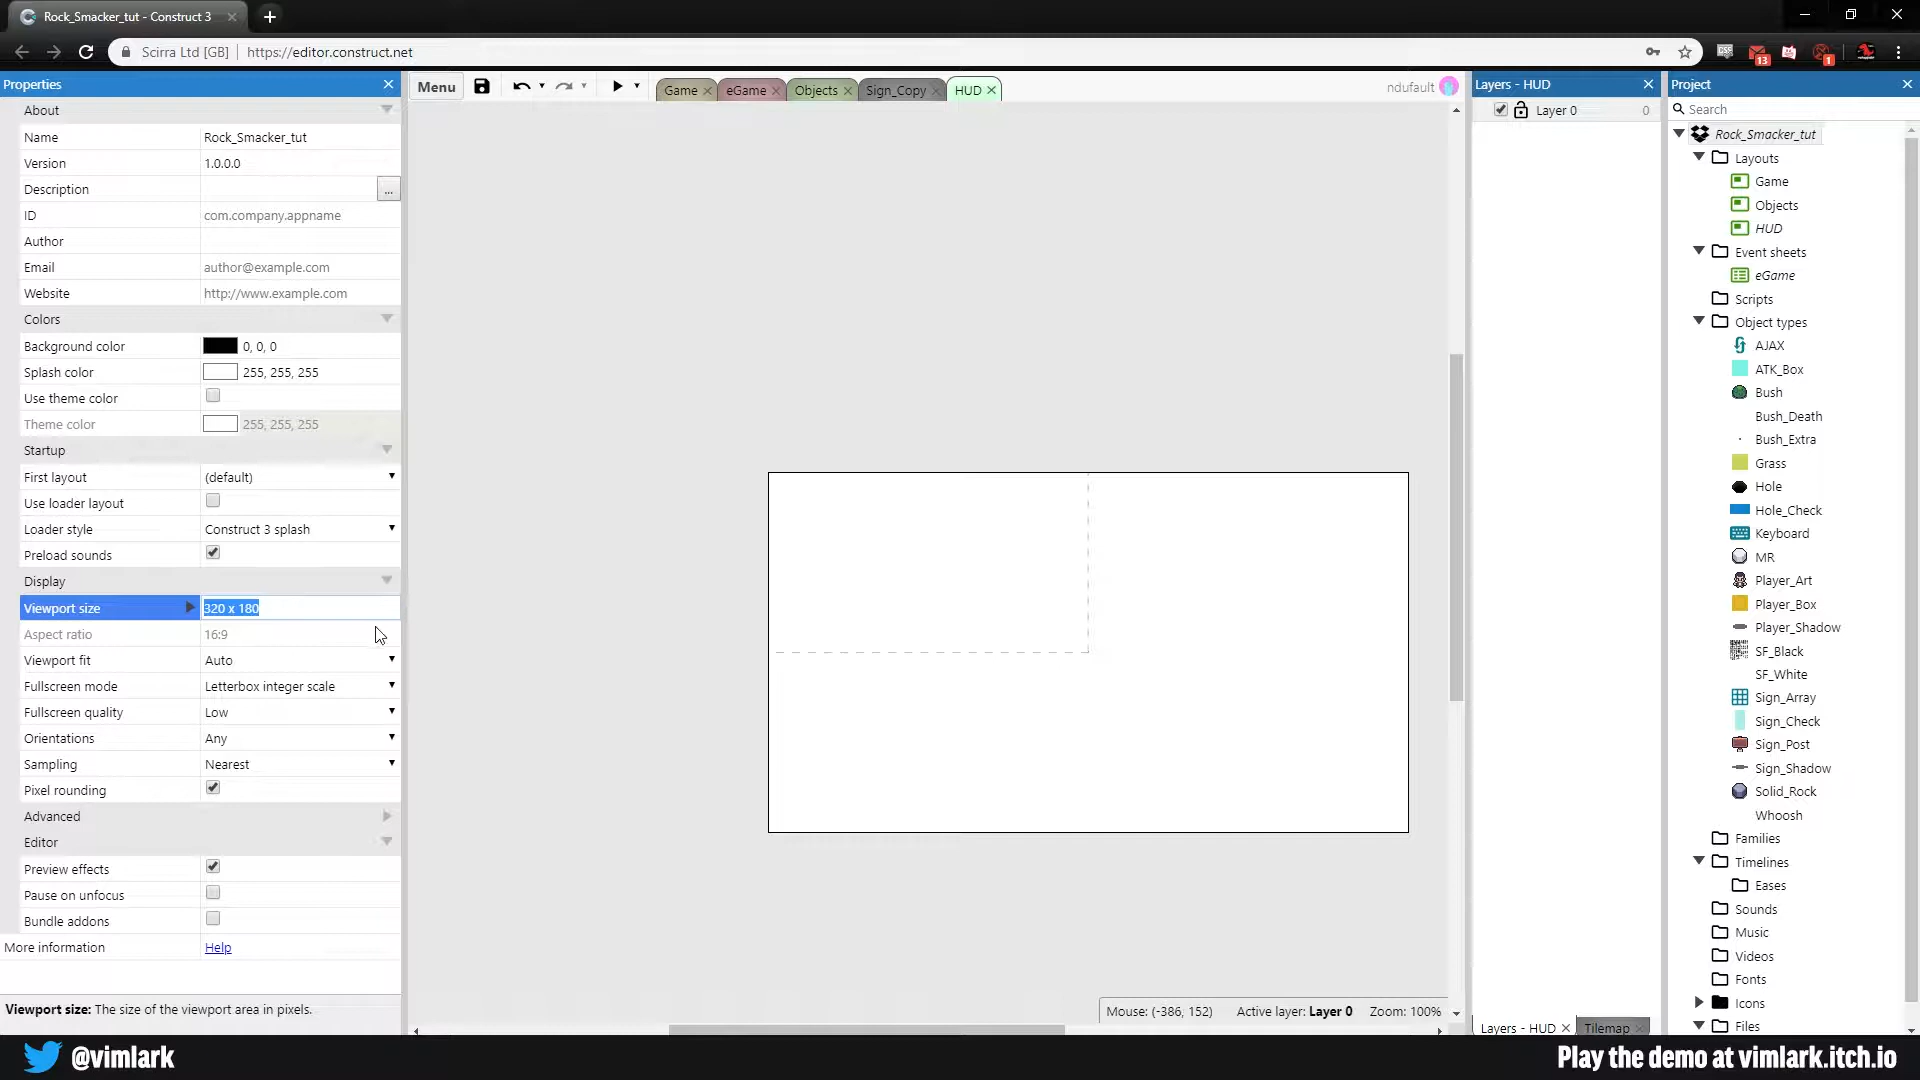 Rock_Smacker_tut - Construct 3
Scirra Ltd [GB] | https://editor.construct.net
CSP
13
1
Properties
Menu
Game
eGame
Objects
Sign_Copy
HUD
ndufault
Layers - HUD
Project
About
Name Rock_Smacker_tut
Version 1.0.0.0
Description ...
ID com.company.appname
Author
Email author@example.com
Website http://www.example.com
Colors
Background color 0, 0, 0
Splash color 255, 255, 255
Use theme color
Theme color 255, 255, 255
Startup
First layout (default)
Use loader layout
Loader style Construct 3 splash
Preload sounds
Display
Viewport size 320 x 180
Aspect ratio 16:9
Viewport fit Auto
Fullscreen mode Letterbox integer scale
Fullscreen quality Low
Orientations Any
Sampling Nearest
Pixel rounding
Advanced
Editor
Preview effects
Pause on unfocus
Bundle addons
More information Help
Viewport size: The size of the viewport area in pixels.
Mouse: (-386, 152) Active layer: Layer 0 Zoom: 100%
Layer 0 0
Layers - HUD
Tilemap
Search
Rock_Smacker_tut
Layouts
Game
Objects
HUD
Event sheets
eGame
Scripts
Object types
AJAX
ATK_Box
Bush
Bush_Death
Bush_Extra
Grass
Hole
Hole_Check
Keyboard
MR
Player_Art
Player_Box
Player_Shadow
SF_Black
SF_White
Sign_Array
Sign_Check
Sign_Post
Sign_Shadow
Solid_Rock
Whoosh
Families
Timelines
Eases
Sounds
Music
Videos
Fonts
Icons
Files
@vimlark
Play the demo at vimlark.itch.io